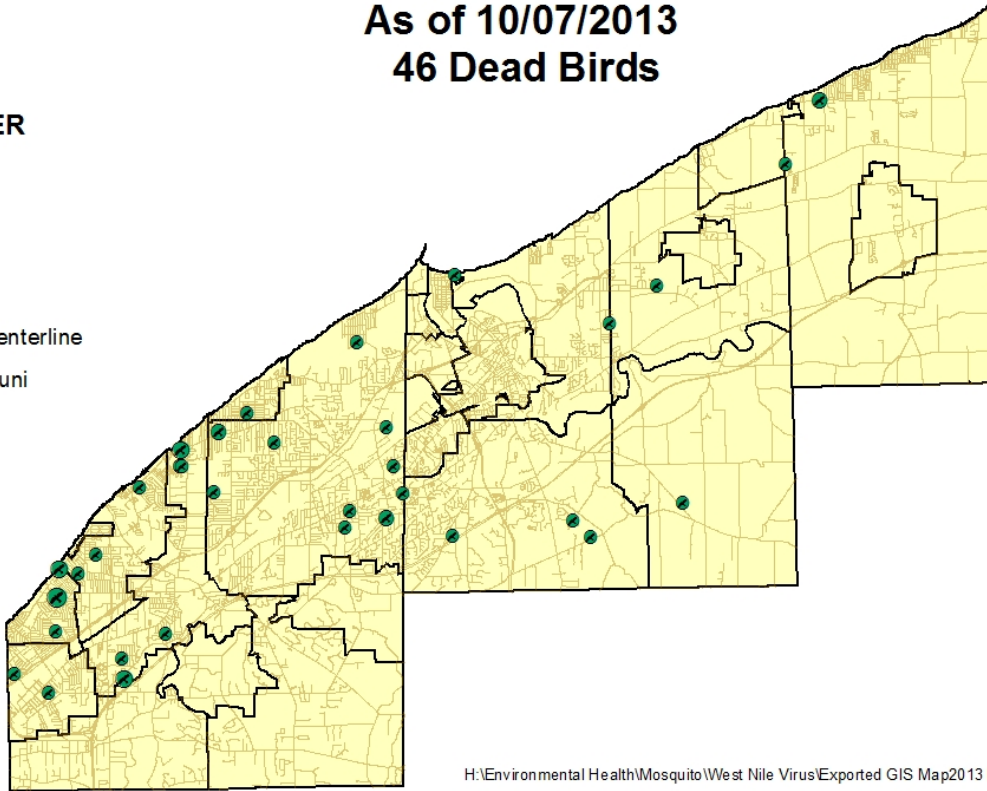 As of 10/07/2013
46 Dead Birds
ER
enterline
uni
H:\Environmental Health\Mosquito\West Nile Virus\Exported GIS Map2013